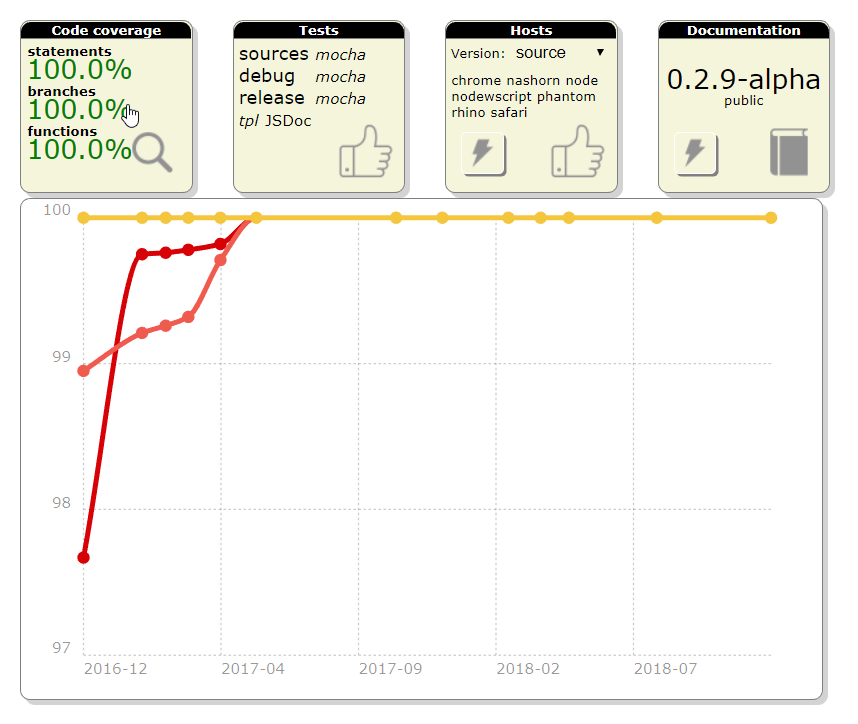 Code coverage
statements
100.0%
branches
100.0%
functions
100.0%
Tests
sources mocha
debug mocha
release mocha
tpl JSDoc
Hosts
Version: source
chrome nashorn node
nodewscript phantom
rhino safari
Documentation
0.2.9-alpha
public
100
99
98
97
2016-12 2017-04 2017-09 2018-02 2018-07